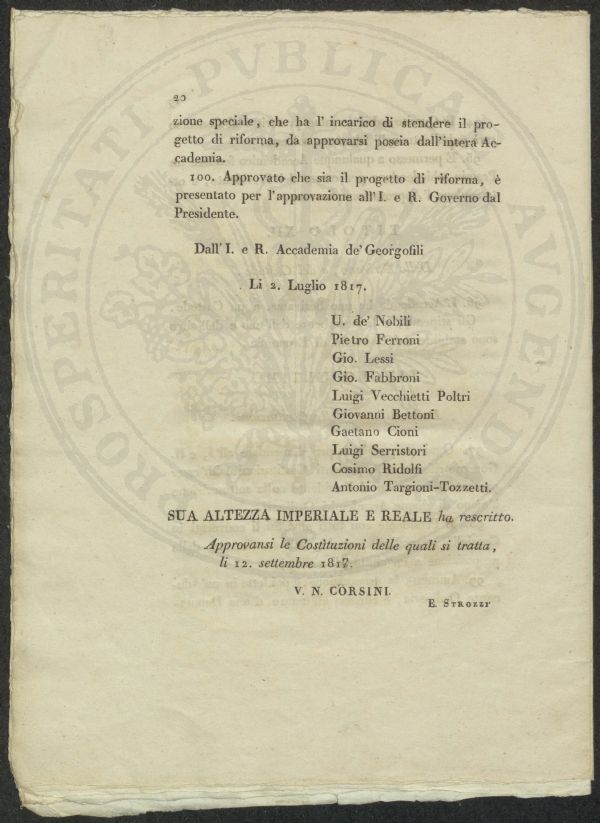 20
zione speciale, che ha l' incarico di stendere il pro-
getto di riforma, da approvarsi poscia dall'intera Ac-
cademia.
100. Approvato che sia il progetto di riforma, è
presentato per l'approvazione all'I. e R. Governo dal
Presidente.
Dall' I. e R. Accademia de' Georgofili
Li 2. Luglio 1817.
U. de' Nobili
Pietro Ferroni
Gio. Lessi
Gio. Fabbroni
Luigi Vecchietti Poltri
Giovanni Bettoni
Gaetano Cioni
Luigi Serristori
Cosimo Ridolfi
Antonio Targioni-Tozzetti.
SUA ALTEZZA IMPERIALE E REALE ha rescritto.
Approvansi le Costituzioni delle quali si tratta,
li 12. settembre 1817.
V. N. CORSINI.
E. STROZZI
PROSPERITATI PVBLICAE AVGENDAE